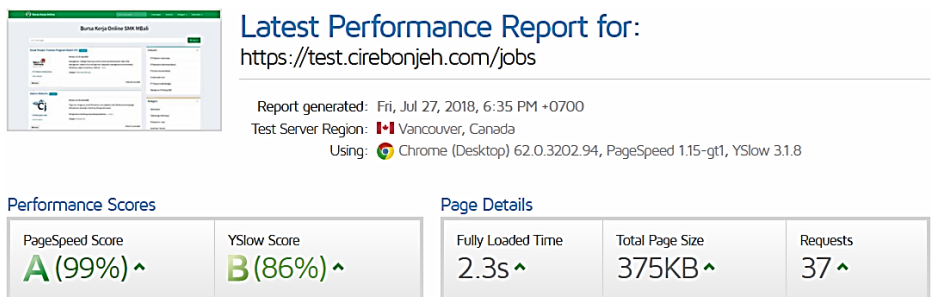 Bursa Kerja Online SMK MBali
Latest Performance Report for:
https://test.cirebonjeh.com/jobs
Report generated: Fri, Jul 27, 2018, 6:35 PM +0700
Test Server Region: Vancouver, Canada
Using: Chrome (Desktop) 62.0.3202.94, PageSpeed 1.15-gt1, YSlow 3.1.8
Performance Scores
PageSpeed Score
A (99%)
YSlow Score
B (86%)
Page Details
Fully Loaded Time
2.3s
Total Page Size
375KB
Requests
37